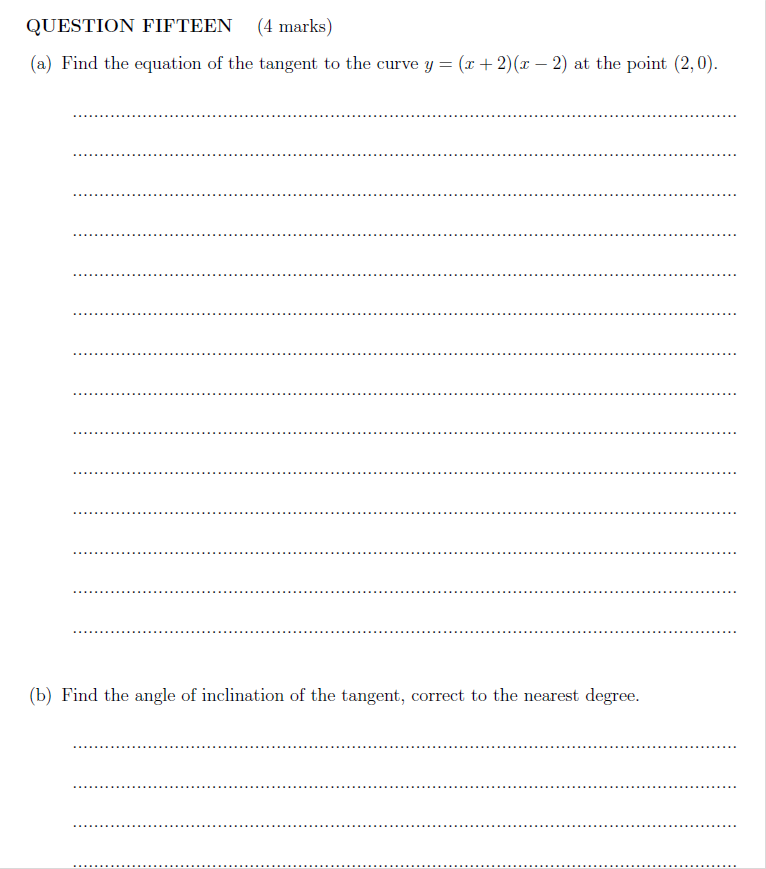 QUESTION FIFTEEN (4 marks)
(a) Find the equation of the tangent to the curve y = (x + 2)(x − 2) at the point (2, 0).
(b) Find the angle of inclination of the tangent, correct to the nearest degree.